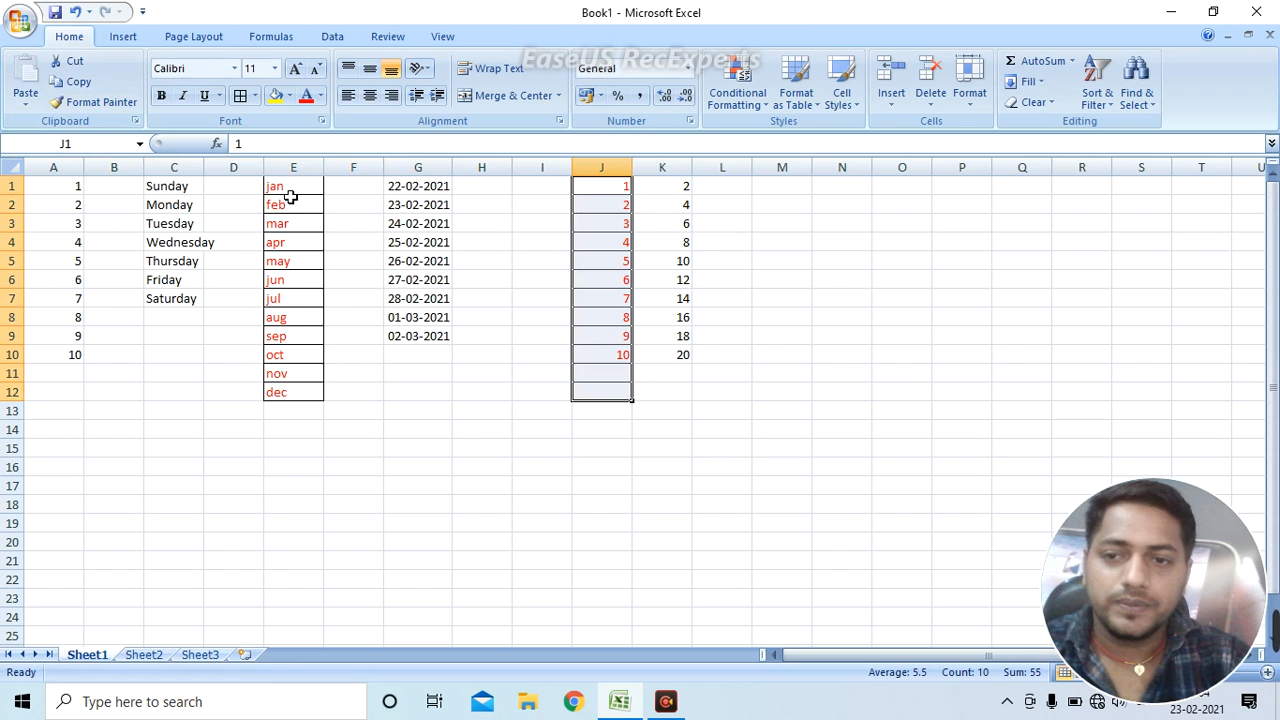 Book1 - Microsoft Excel
Home Insert Page Layout Formulas Data Review View
EaseUS RecExperts
Paste
Cut
Copy
Format Painter
Clipboard
Calibri 11
B I U
Font
Wrap Text
Merge & Center
Alignment
General
% ,
Number
Conditional Formatting
Format as Table
Cell Styles
Styles
Insert Delete Format
Cells
Σ AutoSum
Fill
Clear
Sort & Filter
Find & Select
Editing
J1 fx 1
A B C D E F G H I J K L M N O P Q R S T U
1 1 Sunday jan 22-02-2021 1 2
2 2 Monday feb 23-02-2021 2 4
3 3 Tuesday mar 24-02-2021 3 6
4 4 Wednesday apr 25-02-2021 4 8
5 5 Thursday may 26-02-2021 5 10
6 6 Friday jun 27-02-2021 6 12
7 7 Saturday jul 28-02-2021 7 14
8 8 aug 01-03-2021 8 16
9 9 sep 02-03-2021 9 18
10 10 oct 10 20
11 nov
12 dec
13
14
15
16
17
18
19
20
21
22
23
24
25
Sheet1 Sheet2 Sheet3
Ready Average: 5.5 Count: 10 Sum: 55
Type here to search
23-02-2021